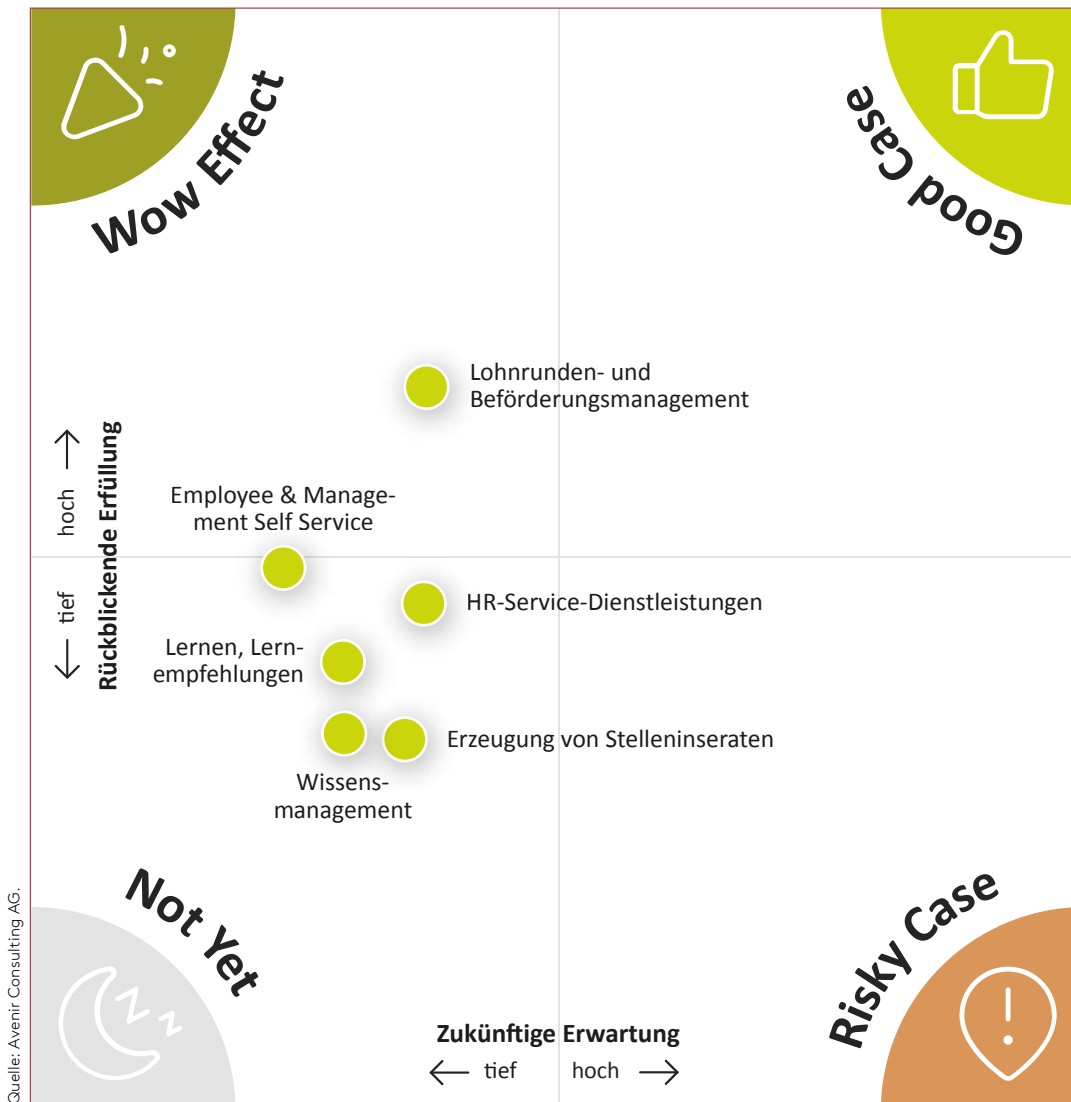 Wow Effect
Good Case
Lohnrunden- und
Beförderungsmanagement
hoch
Rückblickende Erfüllung
tief
Employee & Manage-
ment Self Service
HR-Service-Dienstleistungen
Lernen, Lern-
empfehlungen
Erzeugung von Stelleninseraten
Wissens-
management
Not Yet
Risky Case
Zukünftige Erwartung
tief hoch
Quelle: Avenir Consulting AG.